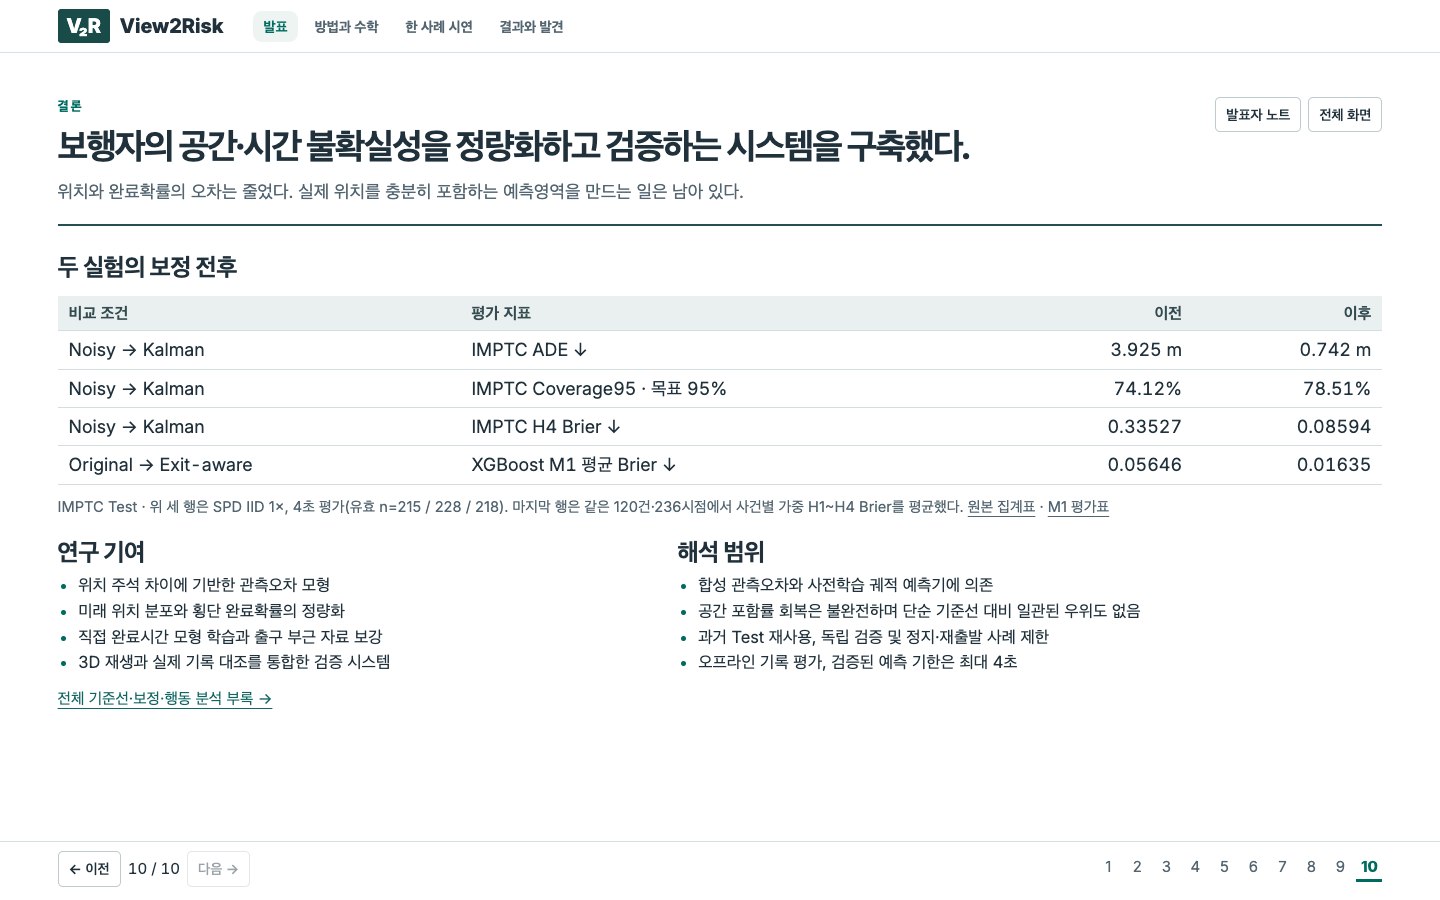 V2R View2Risk 발표 방법과 수학 한 사례 시연 결과와 발견
결론
발표자 노트 전체 화면
보행자의 공간·시간 불확실성을 정량화하고 검증하는 시스템을 구축했다.
위치와 완료확률의 오차는 줄었다. 실제 위치를 충분히 포함하는 예측영역을 만드는 일은 남아 있다.
두 실험의 보정 전후
비교 조건 평가 지표 이전 이후
Noisy → Kalman IMPTC ADE ↓ 3.925 m 0.742 m
Noisy → Kalman IMPTC Coverage95 · 목표 95% 74.12% 78.51%
Noisy → Kalman IMPTC H4 Brier ↓ 0.33527 0.08594
Original → Exit-aware XGBoost M1 평균 Brier ↓ 0.05646 0.01635
IMPTC Test · 위 세 행은 SPD IID 1×, 4초 평가(유효 n=215 / 228 / 218). 마지막 행은 같은 120건·236시점에서 사건별 가중 H1~H4 Brier를 평균했다. 원본 집계표 · M1 평가표
연구 기여
• 위치 주석 차이에 기반한 관측오차 모형
• 미래 위치 분포와 횡단 완료확률의 정량화
• 직접 완료시간 모형 학습과 출구 부근 자료 보강
• 3D 재생과 실제 기록 대조를 통합한 검증 시스템
전체 기준선·보정·행동 분석 부록 →
해석 범위
• 합성 관측오차와 사전학습 궤적 예측기에 의존
• 공간 포함률 회복은 불완전하며 단순 기준선 대비 일관된 우위도 없음
• 과거 Test 재사용, 독립 검증 및 정지·재출발 사례 제한
• 오프라인 기록 평가, 검증된 예측 기한은 최대 4초
← 이전 10 / 10 다음 → 1 2 3 4 5 6 7 8 9 10